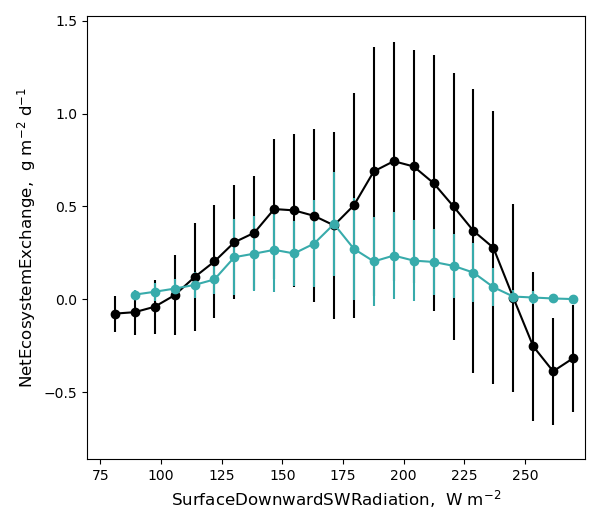 1.5
1.0
0.5
0.0
−0.5
NetEcosystemExchange, g m⁻² d⁻¹
75 100 125 150 175 200 225 250
SurfaceDownwardSWRadiation, W m⁻²